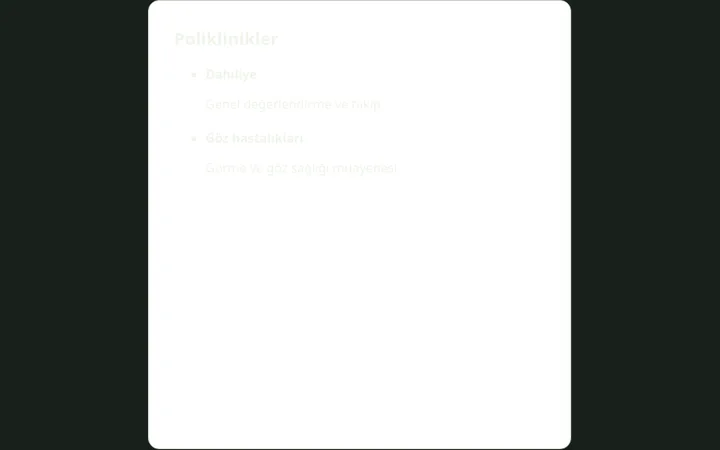 Poliklinikler
Dahiliye
Genel değerlendirme ve takip
Göz hastalıkları
Görme ve göz sağlığı muayenesi